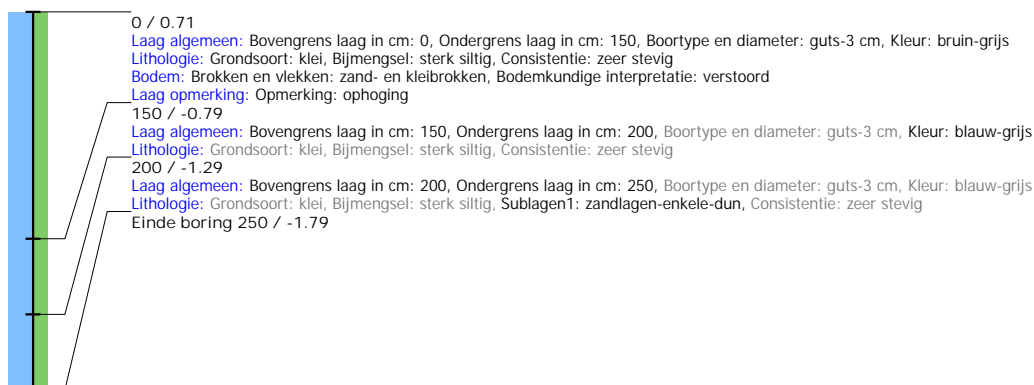 0 / 0.71
Laag algemeen: Bovengrens laag in cm: 0, Ondergrens laag in cm: 150, Boortype en diameter: guts-3 cm, Kleur: bruin-grijs
Lithologie: Grondsoort: klei, Bijmengsel: sterk siltig, Consistentie: zeer stevig
Bodem: Brokken en vlekken: zand- en kleibrokken, Bodemkundige interpretatie: verstoord
Laag opmerking: Opmerking: ophoging
150 / -0.79
Laag algemeen: Bovengrens laag in cm: 150, Ondergrens laag in cm: 200, Boortype en diameter: guts-3 cm, Kleur: blauw-grijs
Lithologie: Grondsoort: klei, Bijmengsel: sterk siltig, Consistentie: zeer stevig
200 / -1.29
Laag algemeen: Bovengrens laag in cm: 200, Ondergrens laag in cm: 250, Boortype en diameter: guts-3 cm, Kleur: blauw-grijs
Lithologie: Grondsoort: klei, Bijmengsel: sterk siltig, Sublagen1: zandlagen-enkele-dun, Consistentie: zeer stevig
Einde boring 250 / -1.79